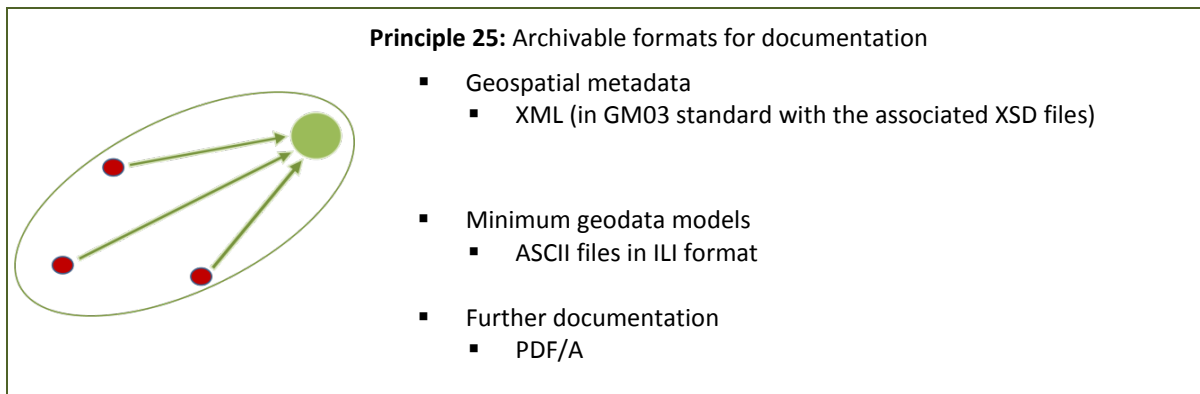 Principle 25: Archivable formats for documentation
▪ Geospatial metadata
▪ XML (in GM03 standard with the associated XSD files)
▪ Minimum geodata models
▪ ASCII files in ILI format
▪ Further documentation
▪ PDF/A